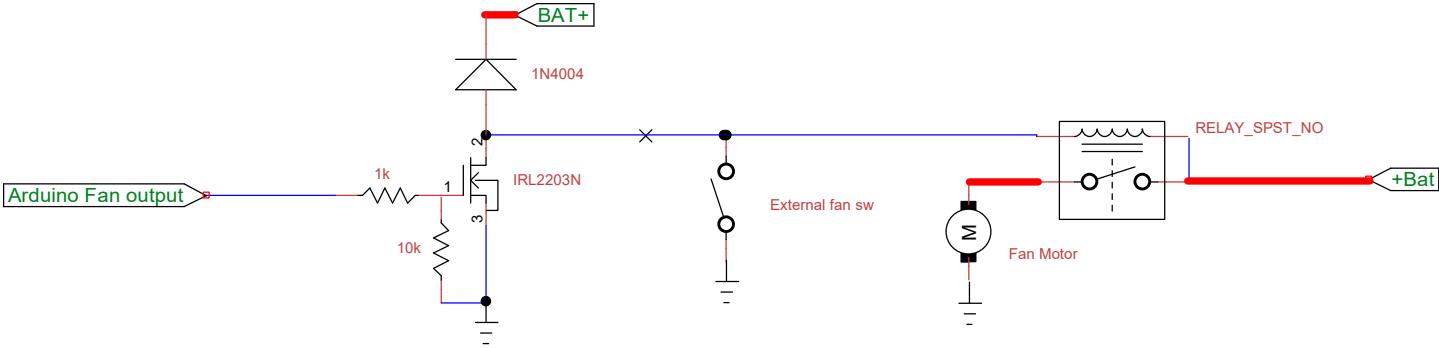 BAT+
1N4004
2
RELAY_SPST_NO
1k
1
IRL2203N
+Bat
Arduino Fan output
External fan sw
3
10k
M
Fan Motor